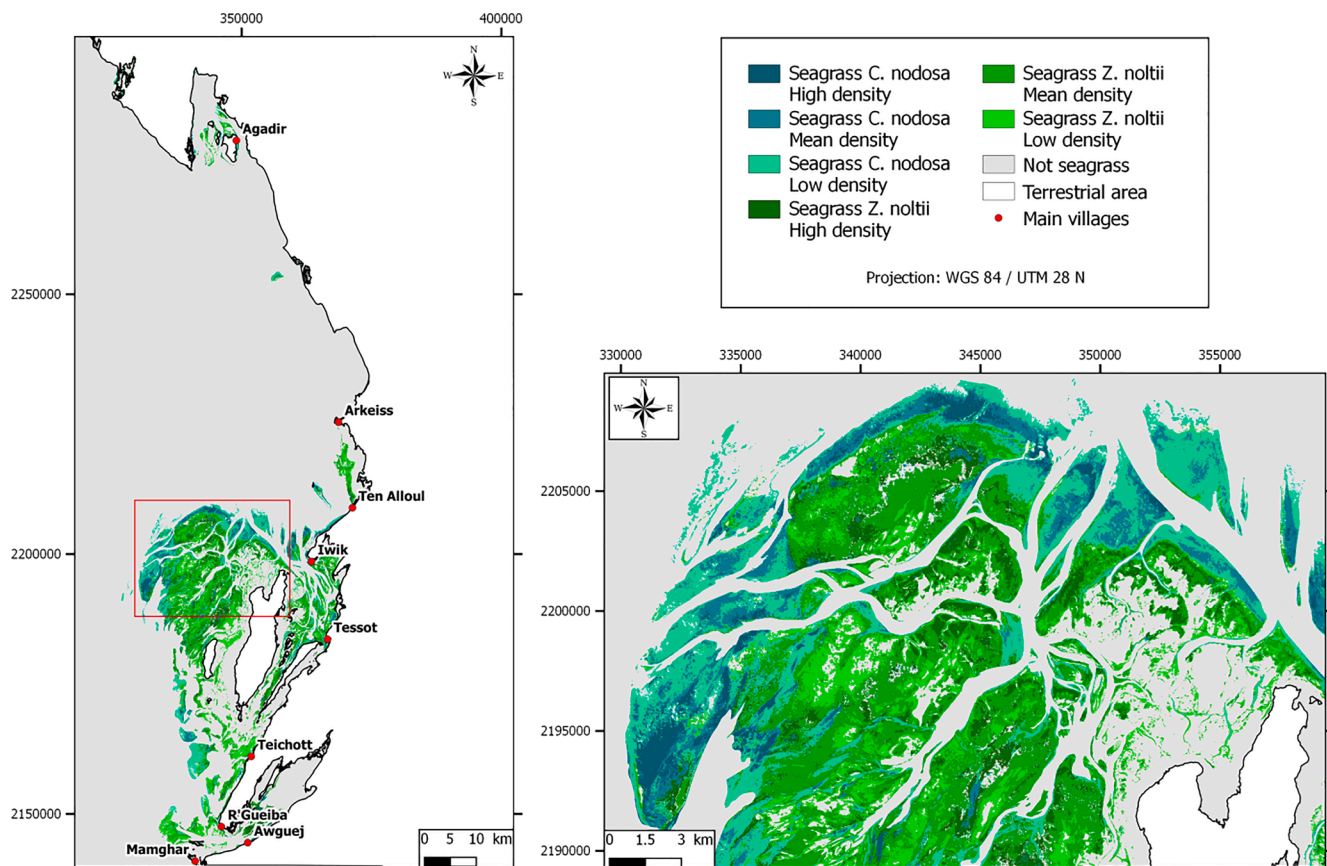 350000
400000
N
W
E
S
Agadir
2250000
Arkeiss
Ten Alloul
2200000
Iwik
Tessot
Teichott
2150000
R'Gueiba
Awguej
Mamghar
0 5 10 km
Seagrass C. nodosa
High density
Seagrass C. nodosa
Mean density
Seagrass C. nodosa
Low density
Seagrass Z. noltii
High density
Seagrass Z. noltii
Mean density
Seagrass Z. noltii
Low density
Not seagrass
Terrestrial area
Main villages
Projection: WGS 84 / UTM 28 N
330000
335000
340000
345000
350000
355000
N
W
E
S
2205000
2200000
2195000
2190000
0 1.5 3 km